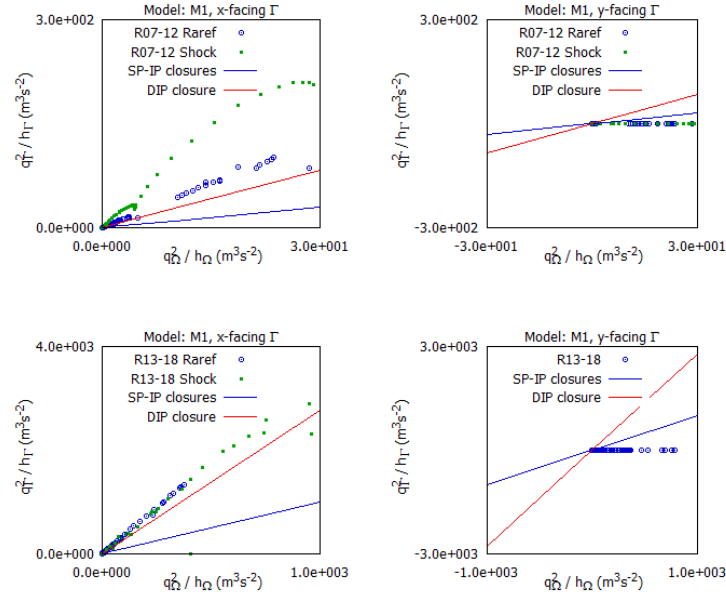 Model: M1, x-facing Γ
3.0e+002
R07-12 Raref
R07-12 Shock
SP-IP closures
DIP closure
q²Γ / hΓ (m³s⁻²)
0.0e+000
0.0e+000
3.0e+001
q²Ω / hΩ (m³s⁻²)
Model: M1, y-facing Γ
3.0e+002
R07-12 Raref
R07-12 Shock
SP-IP closures
DIP closure
q²Γ / hΓ (m³s⁻²)
-3.0e+002
-3.0e+001
3.0e+001
q²Ω / hΩ (m³s⁻²)
Model: M1, x-facing Γ
4.0e+003
R13-18 Raref
R13-18 Shock
SP-IP closures
DIP closure
q²Γ / hΓ (m³s⁻²)
0.0e+000
0.0e+000
1.0e+003
q²Ω / hΩ (m³s⁻²)
Model: M1, y-facing Γ
3.0e+003
R13-18
SP-IP closures
DIP closure
q²Γ / hΓ (m³s⁻²)
-3.0e+003
-1.0e+003
1.0e+003
q²Ω / hΩ (m³s⁻²)